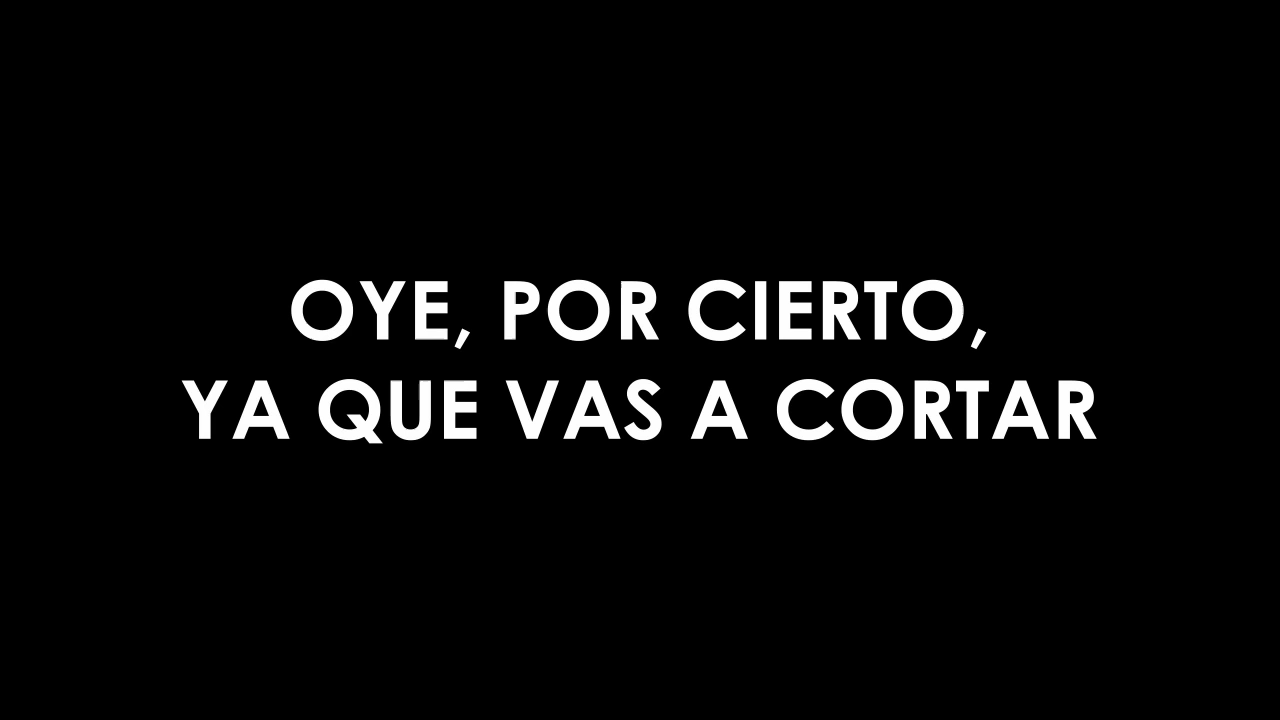 OYE, POR CIERTO,
YA QUE VAS A CORTAR